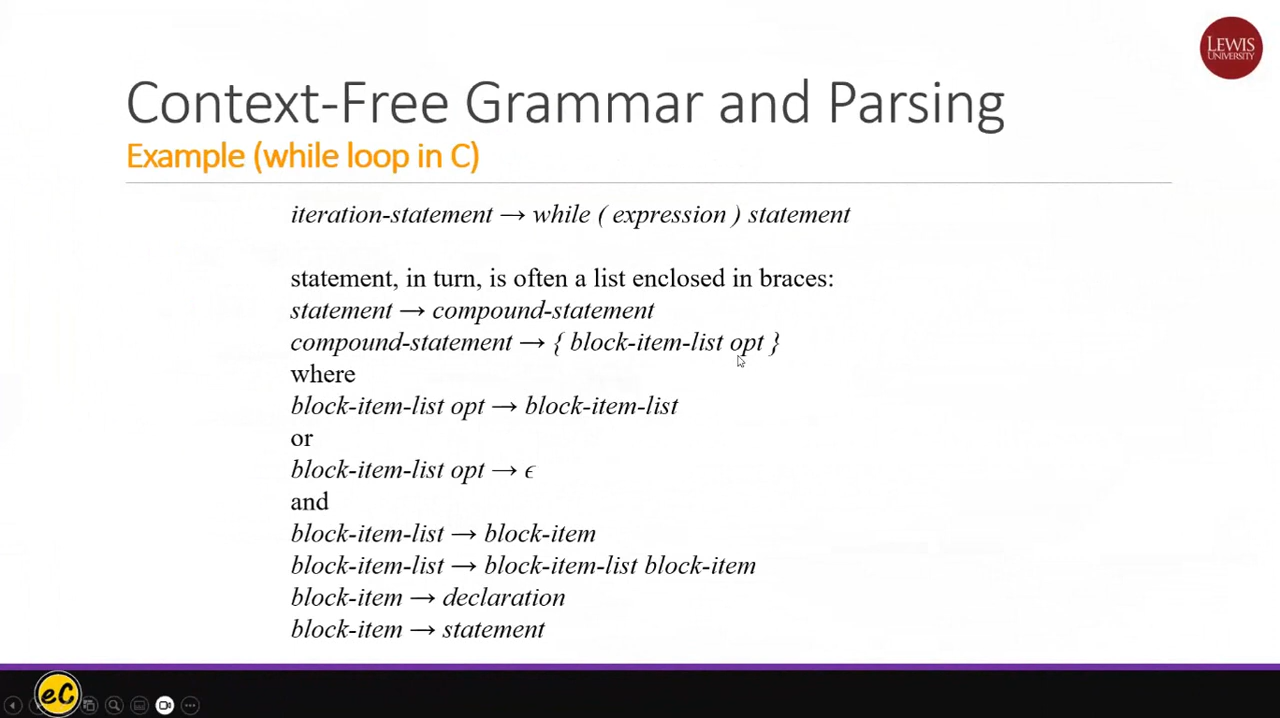 LEWIS
UNIVERSITY
Context-Free Grammar and Parsing
Example (while loop in C)
iteration-statement → while ( expression ) statement
statement, in turn, is often a list enclosed in braces:
statement → compound-statement
compound-statement → { block-item-list opt }
where
block-item-list opt → block-item-list
or
block-item-list opt → ϵ
and
block-item-list → block-item
block-item-list → block-item-list block-item
block-item → declaration
block-item → statement
eC